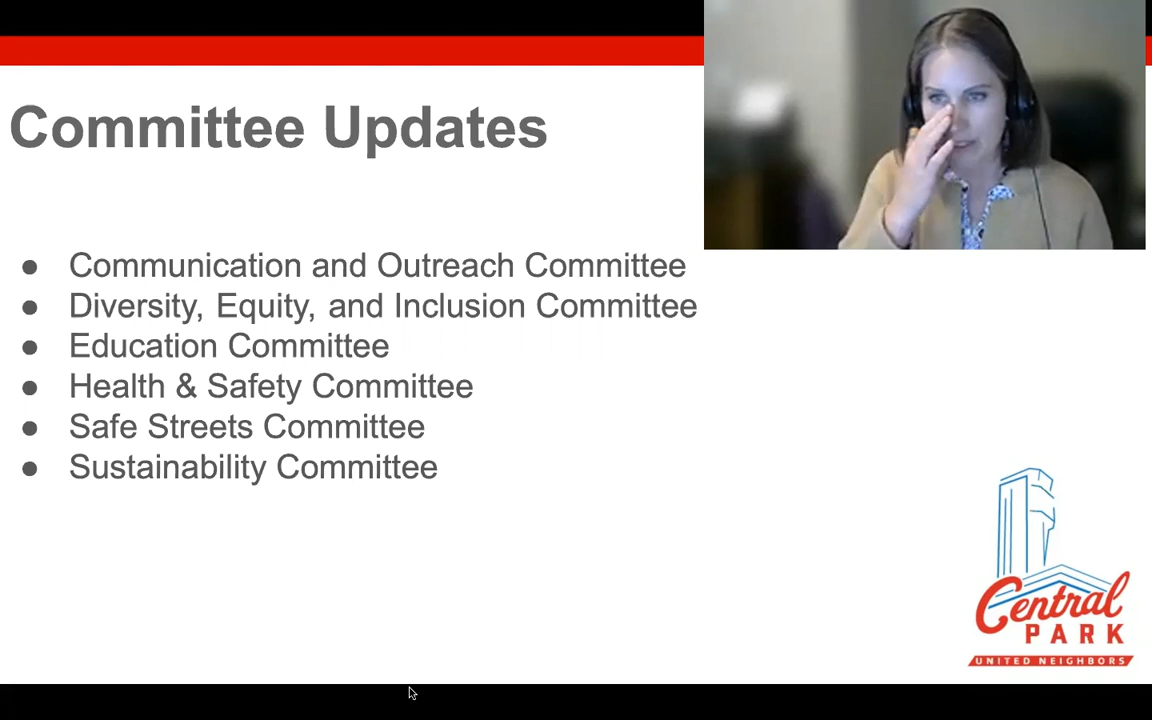 Committee Updates
● Communication and Outreach Committee
● Diversity, Equity, and Inclusion Committee
● Education Committee
● Health & Safety Committee
● Safe Streets Committee
● Sustainability Committee
Central
PARK
UNITED NEIGHBORS